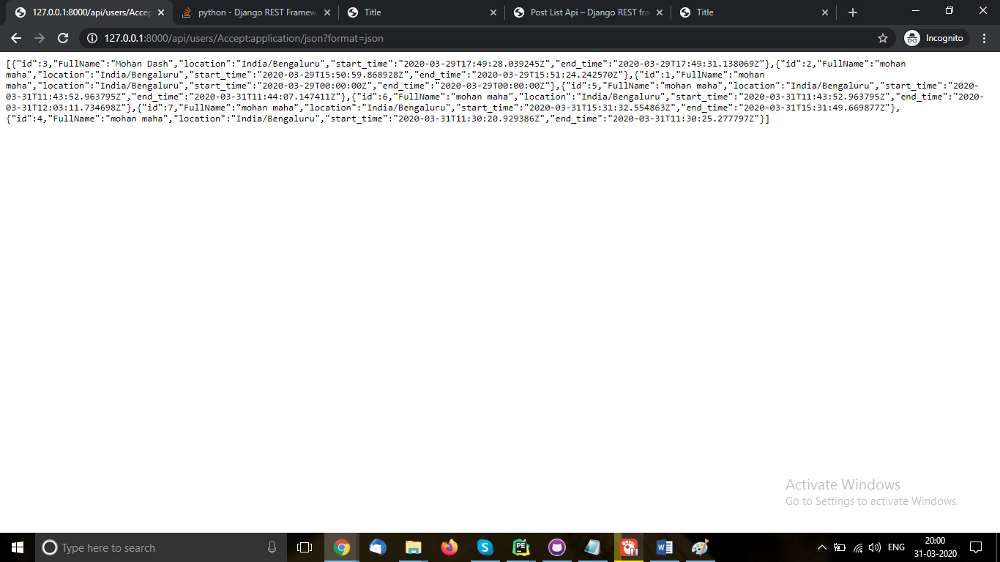 127.0.0.1:8000/api/users/Accep
python - Django REST Framew
Title
Post List Api – Django REST fra
Title
127.0.0.1:8000/api/users/Accept:application/json?format=json
Incognito
[{"id":3,"FullName":"Mohan Dash","location":"India/Bengaluru","start_time":"2020-03-29T17:49:28.039245Z","end_time":"2020-03-29T17:49:31.138069Z"},{"id":2,"FullName":"mohan
maha","location":"India/Bengaluru","start_time":"2020-03-29T15:50:59.868928Z","end_time":"2020-03-29T15:51:24.242570Z"},{"id":1,"FullName":"mohan
maha","location":"India/Bengaluru","start_time":"2020-03-29T00:00:00Z","end_time":"2020-03-29T00:00:00Z"},{"id":5,"FullName":"mohan maha","location":"India/Bengaluru","start_time":"2020-
03-31T11:43:52.963795Z","end_time":"2020-03-31T11:44:07.147411Z"},{"id":6,"FullName":"mohan maha","location":"India/Bengaluru","start_time":"2020-03-31T11:43:52.963795Z","end_time":"2020-
03-31T12:03:11.734698Z"},{"id":7,"FullName":"mohan maha","location":"India/Bengaluru","start_time":"2020-03-31T15:31:32.554863Z","end_time":"2020-03-31T15:31:49.669877Z"},
{"id":4,"FullName":"mohan maha","location":"India/Bengaluru","start_time":"2020-03-31T11:30:20.929386Z","end_time":"2020-03-31T11:30:25.277797Z"}]
Activate Windows
Go to Settings to activate Windows.
Type here to search
ENG
20:00
31-03-2020